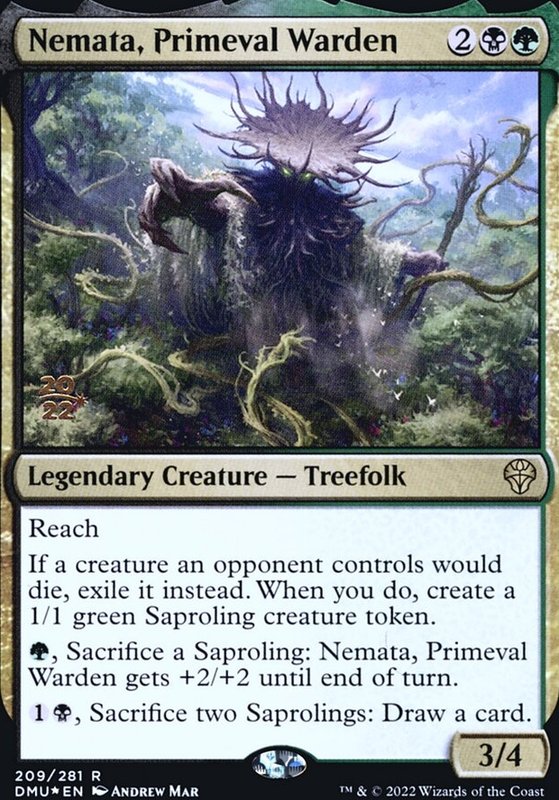 Nemata, Primeval Warden 2
20
22
Legendary Creature — Treefolk
Reach
If a creature an opponent controls would
die, exile it instead. When you do, create a
1/1 green Saproling creature token.
, Sacrifice a Saproling: Nemata, Primeval
Warden gets +2/+2 until end of turn.
1 , Sacrifice two Saprolings: Draw a card.
3/4
209/281 R
DMU★EN Andrew Mar
™ & © 2022 Wizards of the Coast